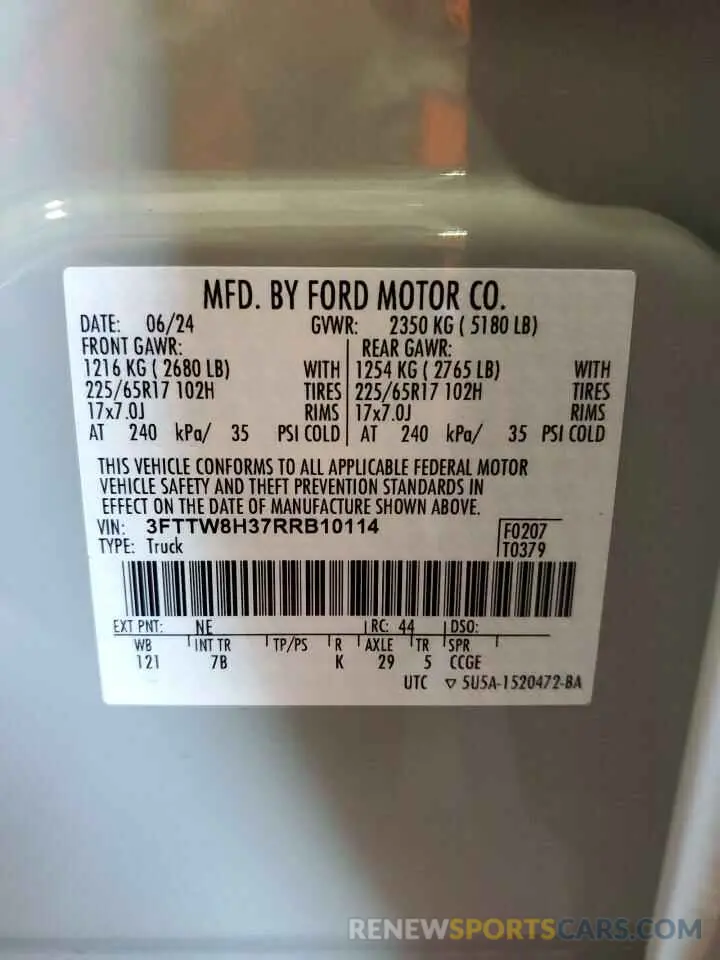 MFD. BY FORD MOTOR CO.
DATE: 06/24 GVWR: 2350 KG ( 5180 LB)
FRONT GAWR: REAR GAWR:
1216 KG ( 2680 LB) WITH 1254 KG ( 2765 LB) WITH
225/65R17 102H TIRES 225/65R17 102H TIRES
17x7.0J RIMS 17x7.0J RIMS
AT 240 kPa/ 35 PSI COLD AT 240 kPa/ 35 PSI COLD
THIS VEHICLE CONFORMS TO ALL APPLICABLE FEDERAL MOTOR
VEHICLE SAFETY AND THEFT PREVENTION STANDARDS IN
EFFECT ON THE DATE OF MANUFACTURE SHOWN ABOVE.
VIN: 3FTTW8H37RRB10114 F0207
TYPE: Truck T0379
EXT PNT: NE RC: 44 DSO:
WB INT TR TP/PS R AXLE TR SPR
121 7B K 29 5 CCGE
UTC ▽ 5U5A-1520472-BA
RENEWSPORTSCARS.COM